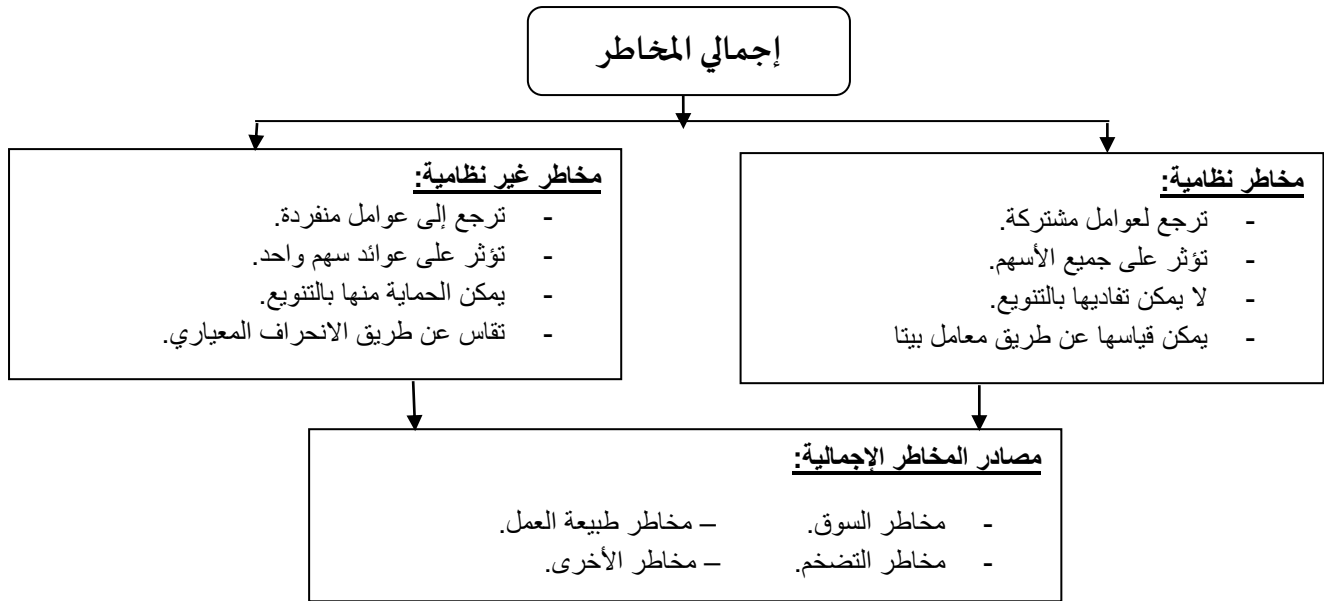 إجمالي المخاطر
مخاطر نظامية:
- ترجع لعوامل مشتركة.
- تؤثر على جميع الأسهم.
- لا يمكن تفاديها بالتنويع.
- يمكن قياسها عن طريق معامل بيتا
مخاطر غير نظامية:
- ترجع إلى عوامل منفردة.
- تؤثر على عوائد سهم واحد.
- يمكن الحماية منها بالتنويع.
- تقاس عن طريق الانحراف المعياري.
مصادر المخاطر الإجمالية:
- مخاطر السوق. – مخاطر طبيعة العمل.
- مخاطر التضخم. – مخاطر الأخرى.